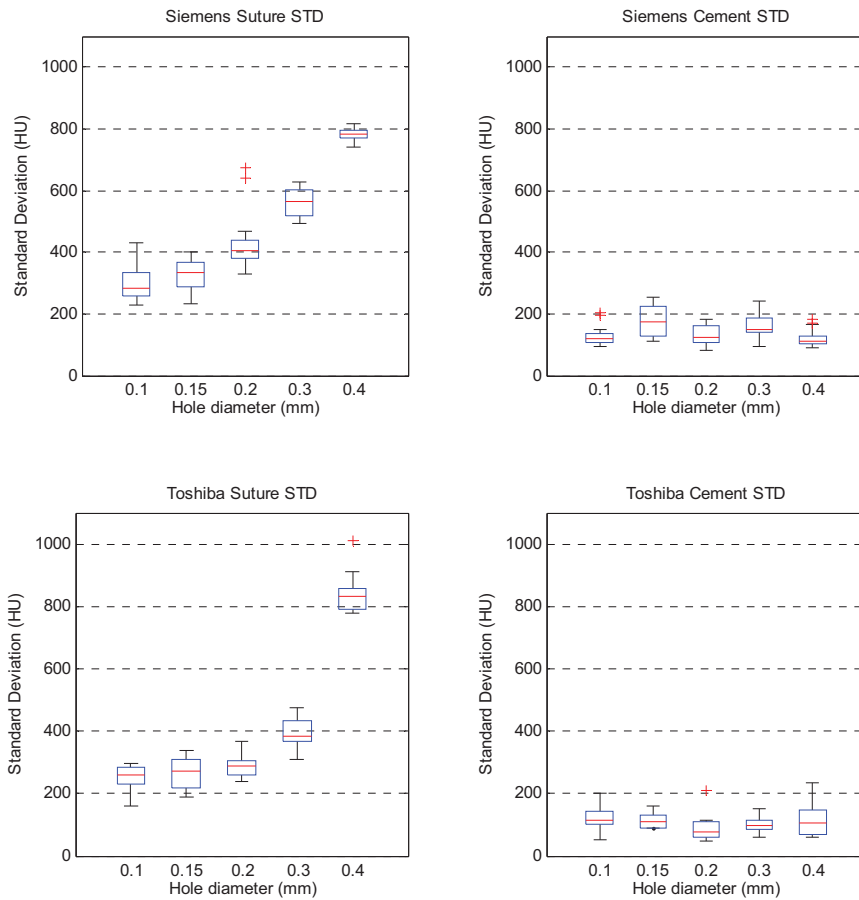 Siemens Suture STD
1000
800
600
400
200
0
Standard Deviation (HU)
0.1 0.15 0.2 0.3 0.4
Hole diameter (mm)
Siemens Cement STD
1000
800
600
400
200
0
Standard Deviation (HU)
0.1 0.15 0.2 0.3 0.4
Hole diameter (mm)
Toshiba Suture STD
1000
800
600
400
200
0
Standard Deviation (HU)
0.1 0.15 0.2 0.3 0.4
Hole diameter (mm)
Toshiba Cement STD
1000
800
600
400
200
0
Standard Deviation (HU)
0.1 0.15 0.2 0.3 0.4
Hole diameter (mm)